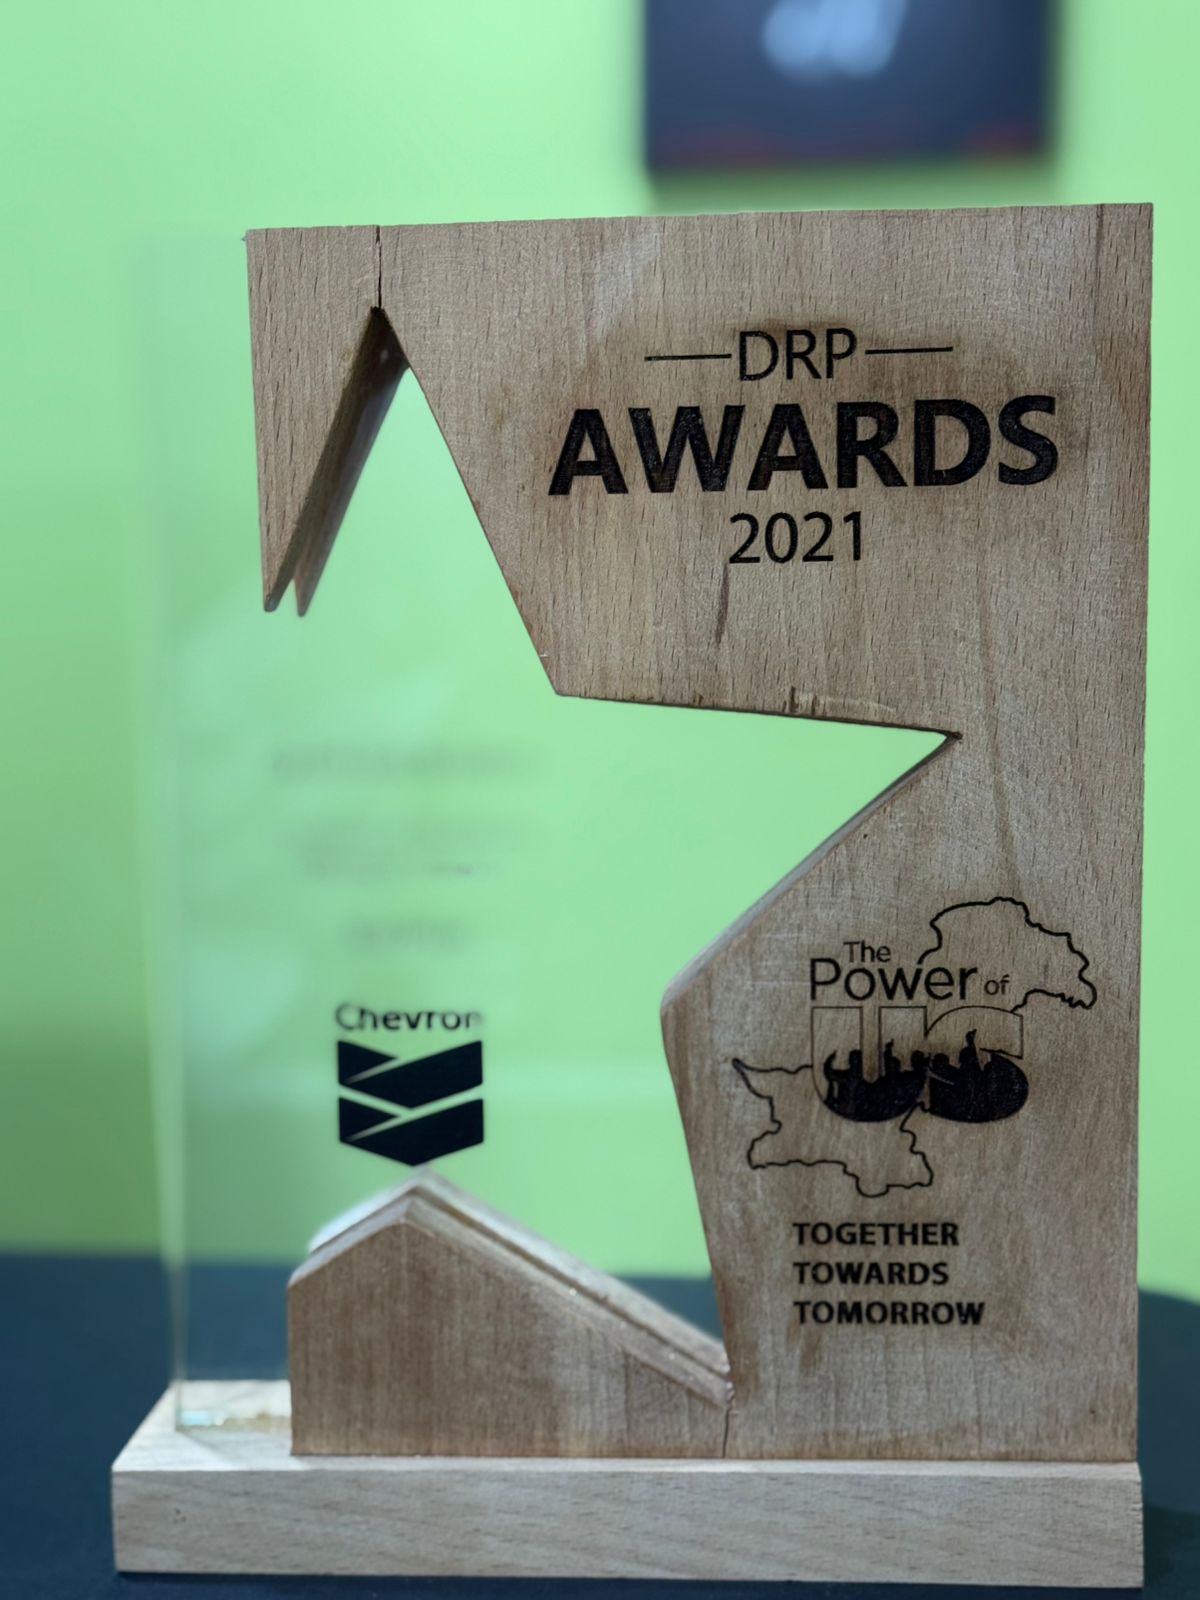 DRP
AWARDS
2021
Chevron
The
Power of
US
TOGETHER
TOWARDS
TOMORROW